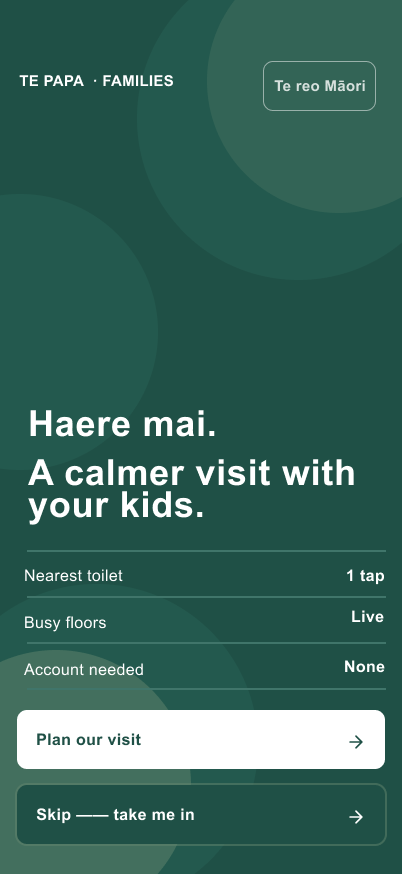 TE PAPA · FAMILIES
Te reo Māori
Haere mai.
A calmer visit with
your kids.
Nearest toilet 1 tap
Busy floors Live
Account needed None
Plan our visit →
Skip —— take me in →